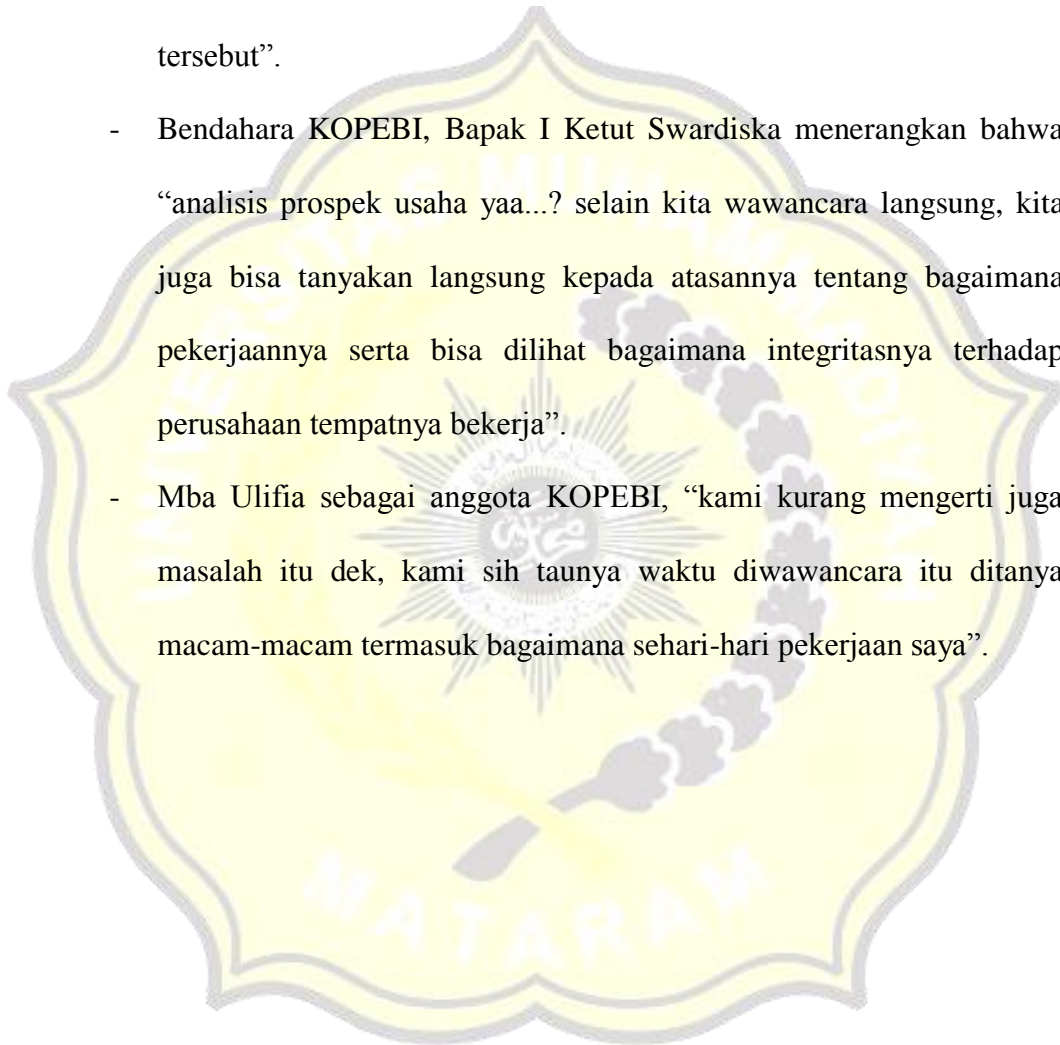 tersebut”.
- Bendahara KOPEBI, Bapak I Ketut Swardiska menerangkan bahwa
“analisis prospek usaha yaa...? selain kita wawancara langsung, kita
juga bisa tanyakan langsung kepada atasannya tentang bagaimana
pekerjaannya serta bisa dilihat bagaimana integritasnya terhadap
perusahaan tempatnya bekerja”.
- Mba Ulifia sebagai anggota KOPEBI, “kami kurang mengerti juga
masalah itu dek, kami sih taunya waktu diwawancara itu ditanya
macam-macam termasuk bagaimana sehari-hari pekerjaan saya”.
UNIVERSITAS MUHAMMADIYAH
MATARAM